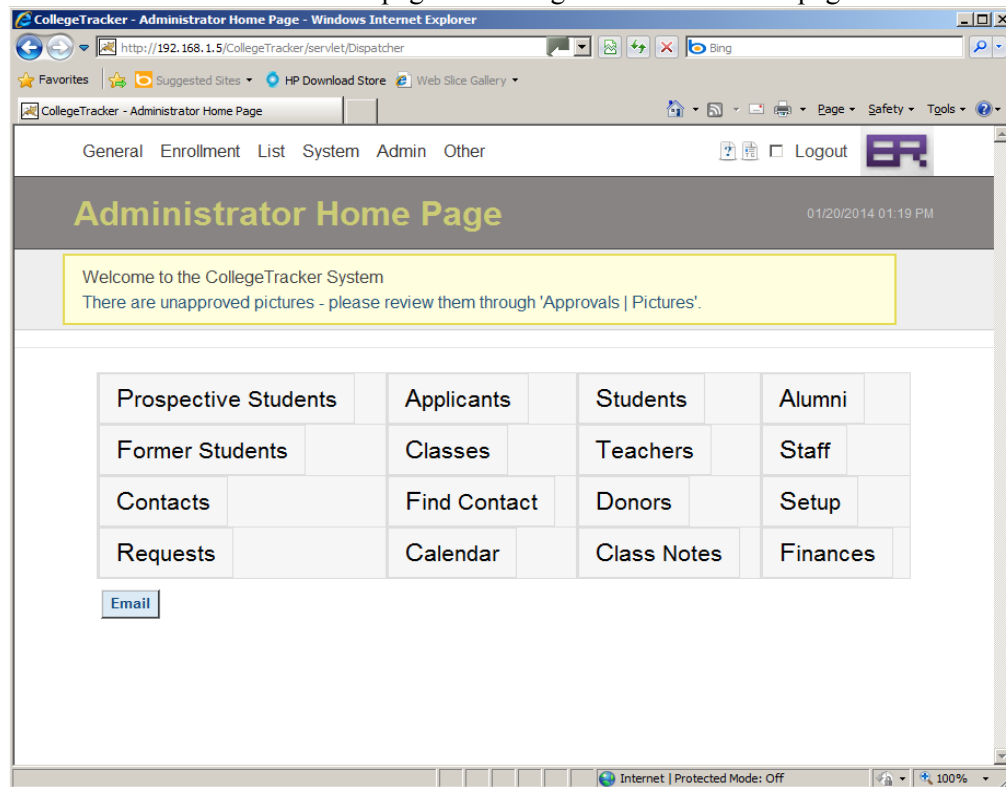 CollegeTracker - Administrator Home Page - Windows Internet Explorer
http://192.168.1.5/CollegeTracker/servlet/Dispatcher
Bing
Favorites Suggested Sites HP Download Store Web Slice Gallery
CollegeTracker - Administrator Home Page Page Safety Tools
General Enrollment List System Admin Other Logout ER
Administrator Home Page 01/20/2014 01:19 PM
Welcome to the CollegeTracker System
There are unapproved pictures - please review them through 'Approvals | Pictures'.
Prospective Students Applicants Students Alumni
Former Students Classes Teachers Staff
Contacts Find Contact Donors Setup
Requests Calendar Class Notes Finances
Email
Internet | Protected Mode: Off 100%